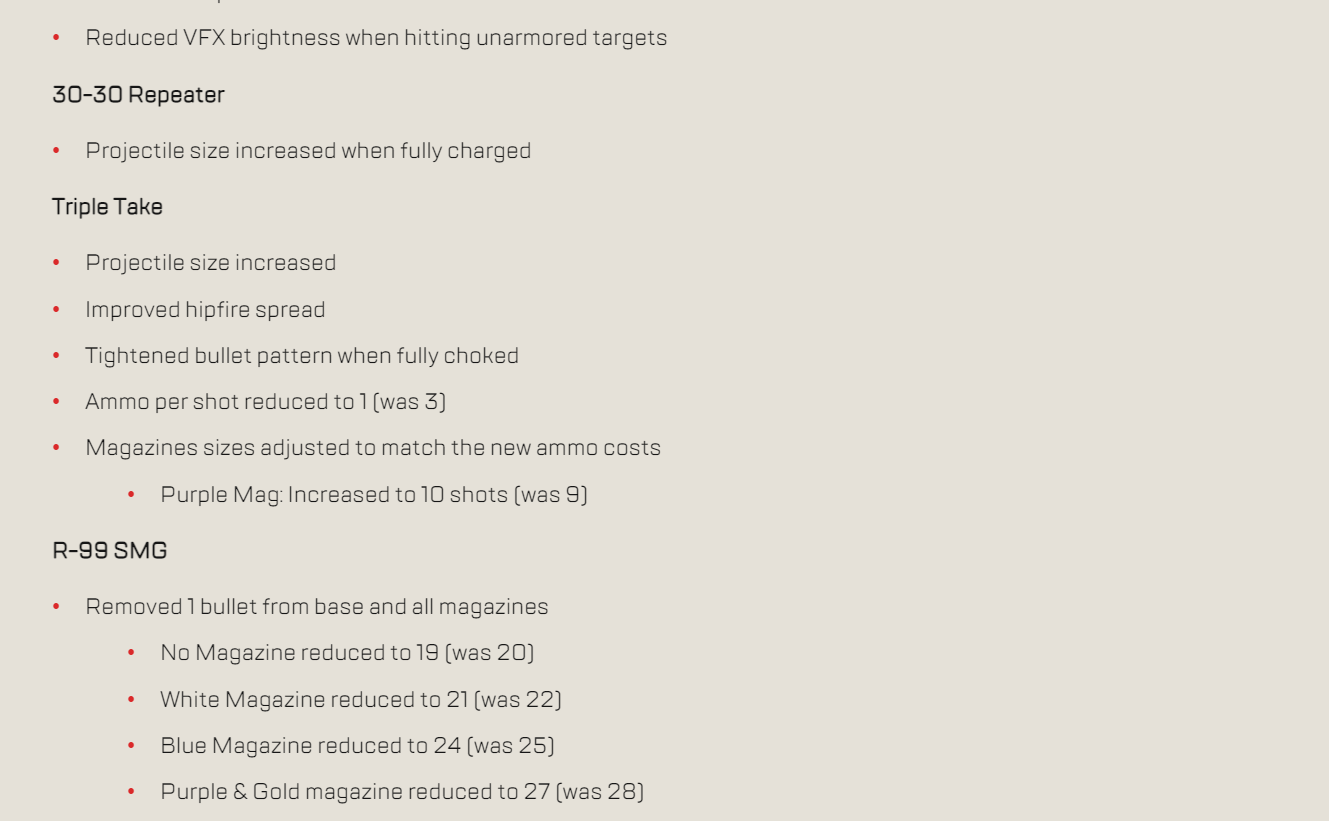 Reduced VFX brightness when hitting unarmored targets
30-30 Repeater
Projectile size increased when fully charged
Triple Take
Projectile size increased
Improved hipfire spread
Tightened bullet pattern when fully choked
Ammo per shot reduced to 1 (was 3)
Magazines sizes adjusted to match the new ammo costs
Purple Mag: Increased to 10 shots (was 9)
R-99 SMG
Removed 1 bullet from base and all magazines
No Magazine reduced to 19 (was 20)
White Magazine reduced to 21 (was 22)
Blue Magazine reduced to 24 (was 25)
Purple & Gold magazine reduced to 27 (was 28)